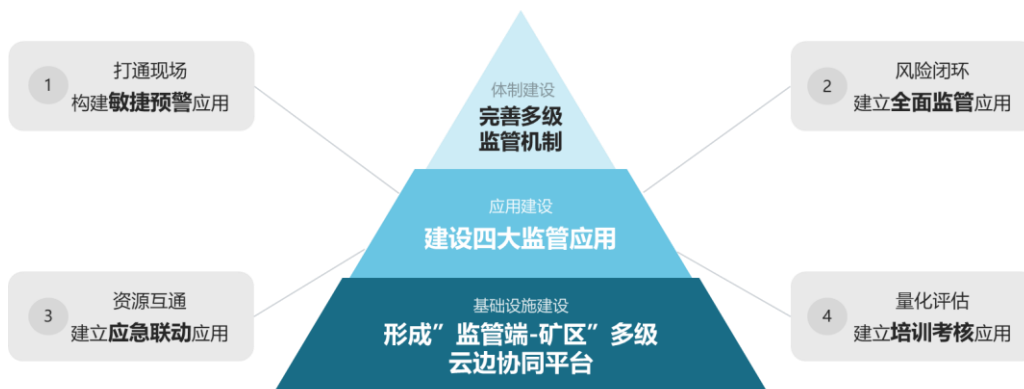 1
打通现场
构建敏捷预警应用
2
风险闭环
建立全面监管应用
体制建设
完善多级
监管机制
应用建设
建设四大监管应用
3
资源互通
建立应急联动应用
4
量化评估
建立培训考核应用
基础设施建设
形成”监管端-矿区”多级
云边协同平台